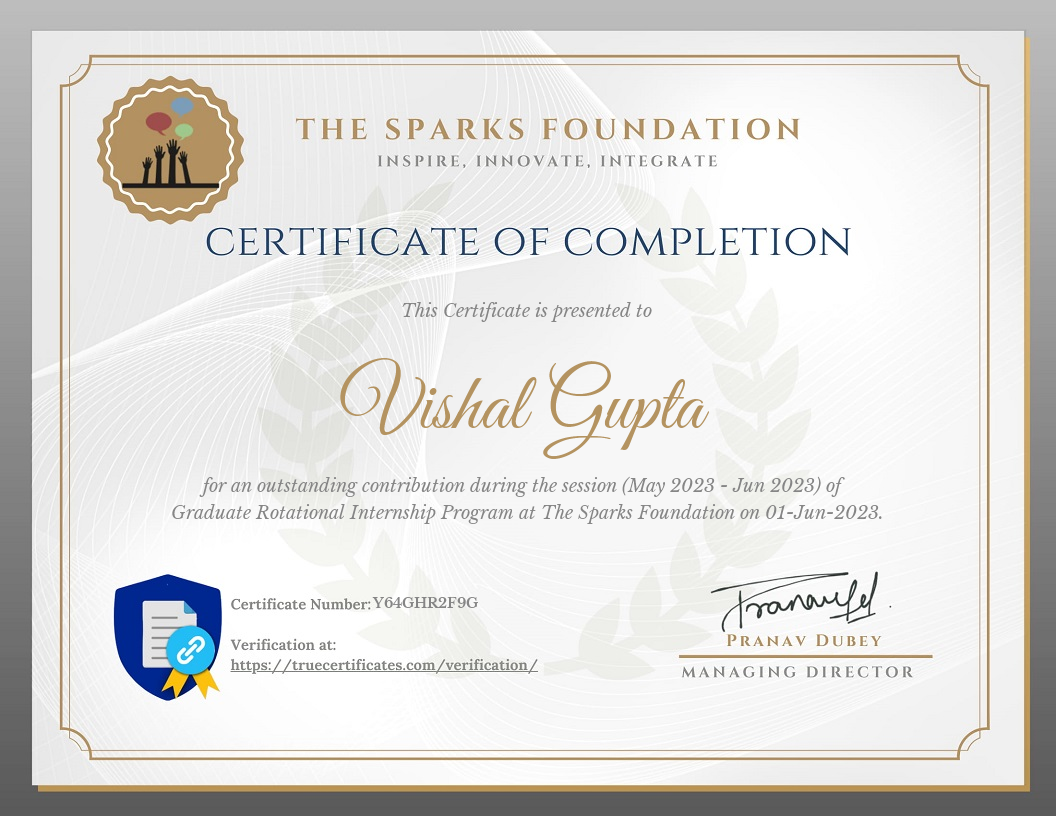 THE SPARKS FOUNDATION
INSPIRE, INNOVATE, INTEGRATE
CERTIFICATE OF COMPLETION
This Certificate is presented to
Vishal Gupta
for an outstanding contribution during the session (May 2023 - Jun 2023) of
Graduate Rotational Internship Program at The Sparks Foundation on 01-Jun-2023.
Certificate Number: Y64GHR2F9G
Verification at:
https://truecertificates.com/verification/
Pranavdd.
PRANAV DUBEY
MANAGING DIRECTOR